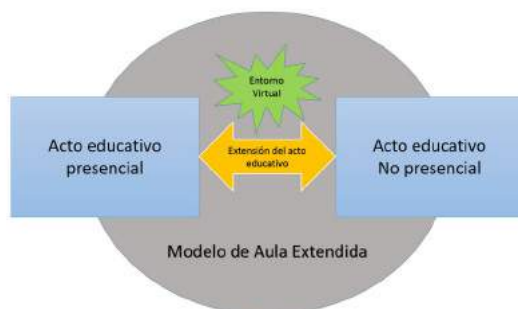 Entorno
Virtual
Acto educativo
presencial
Extensión del acto
educativo
Acto educativo
No presencial
Modelo de Aula Extendida